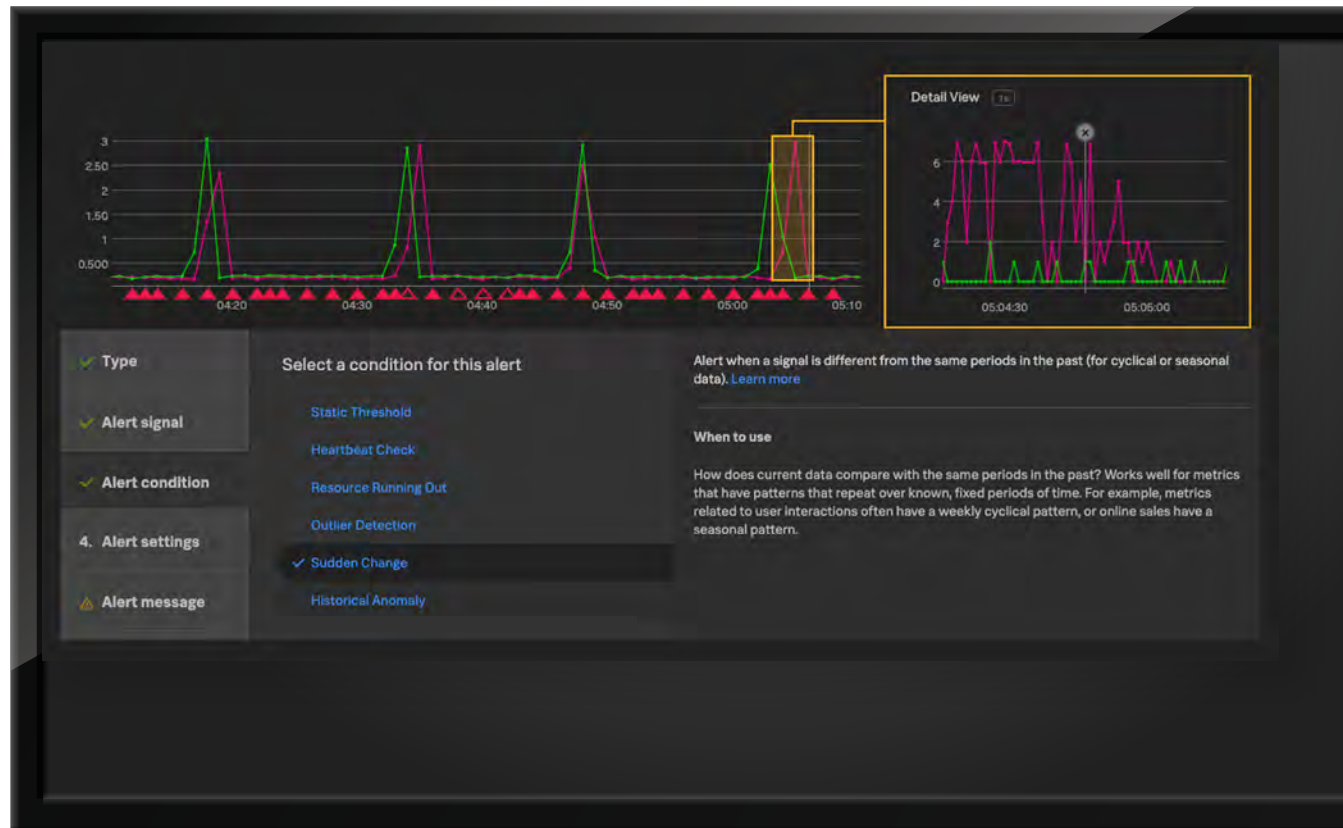 Detail View 1s
3
2.50
2
1.50
1
0.500
04:20 04:30 04:40 04:50 05:00 05:10
6
4
2
0
05:04:30 05:05:00
Type
Alert signal
Alert condition
4. Alert settings
Alert message
Select a condition for this alert
Static Threshold
Heartbeat Check
Resource Running Out
Outlier Detection
Sudden Change
Historical Anomaly
Alert when a signal is different from the same periods in the past (for cyclical or seasonal
data). Learn more
When to use
How does current data compare with the same periods in the past? Works well for metrics
that have patterns that repeat over known, fixed periods of time. For example, metrics
related to user interactions often have a weekly cyclical pattern, or online sales have a
seasonal pattern.